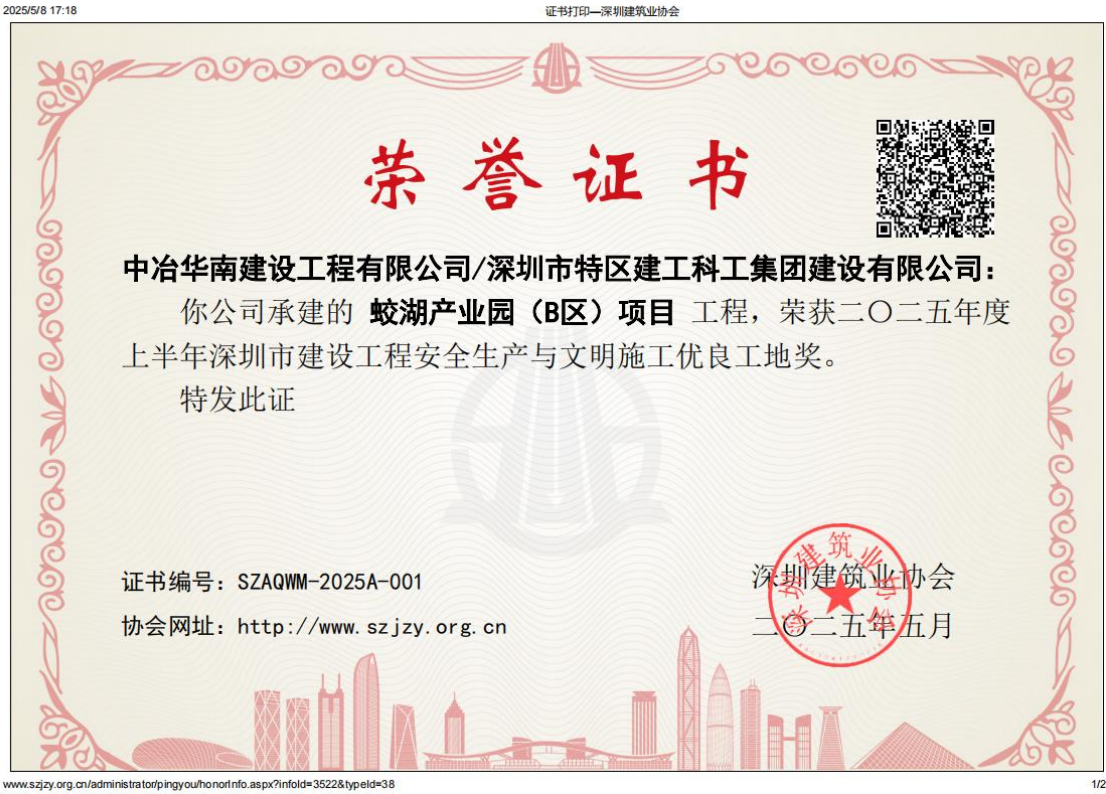 2025/5/8 17:18
证书打印—深圳建筑业协会
荣誉证书
中冶华南建设工程有限公司/深圳市特区建工科工集团建设有限公司：
你公司承建的 蛟湖产业园（B区）项目 工程，荣获二〇二五年度
上半年深圳市建设工程安全生产与文明施工优良工地奖。
特发此证
证书编号：SZAQWM-2025A-001
协会网址：http://www.szjzy.org.cn
深圳建筑业协会
二〇二五年五月
深圳建筑业协会
www.szjzy.org.cn/administrator/pingyou/honorInfo.aspx?infoId=3522&typeId=38
1/2